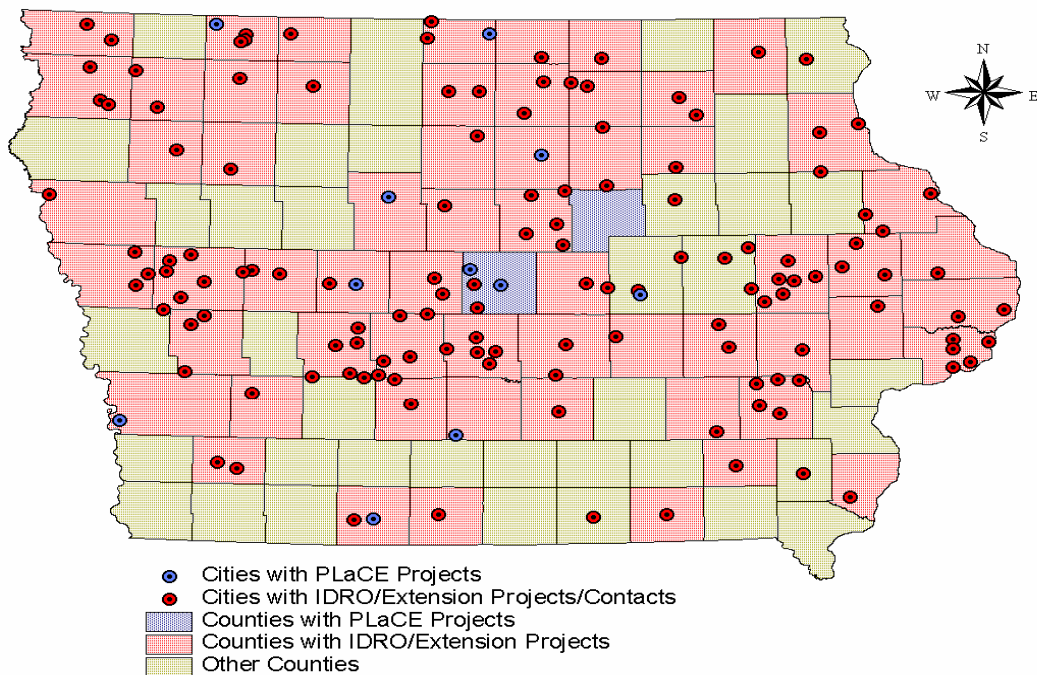 N
W E
S
Cities with PLaCE Projects
Cities with IDRO/Extension Projects/Contacts
Counties with PLaCE Projects
Counties with IDRO/Extension Projects
Other Counties